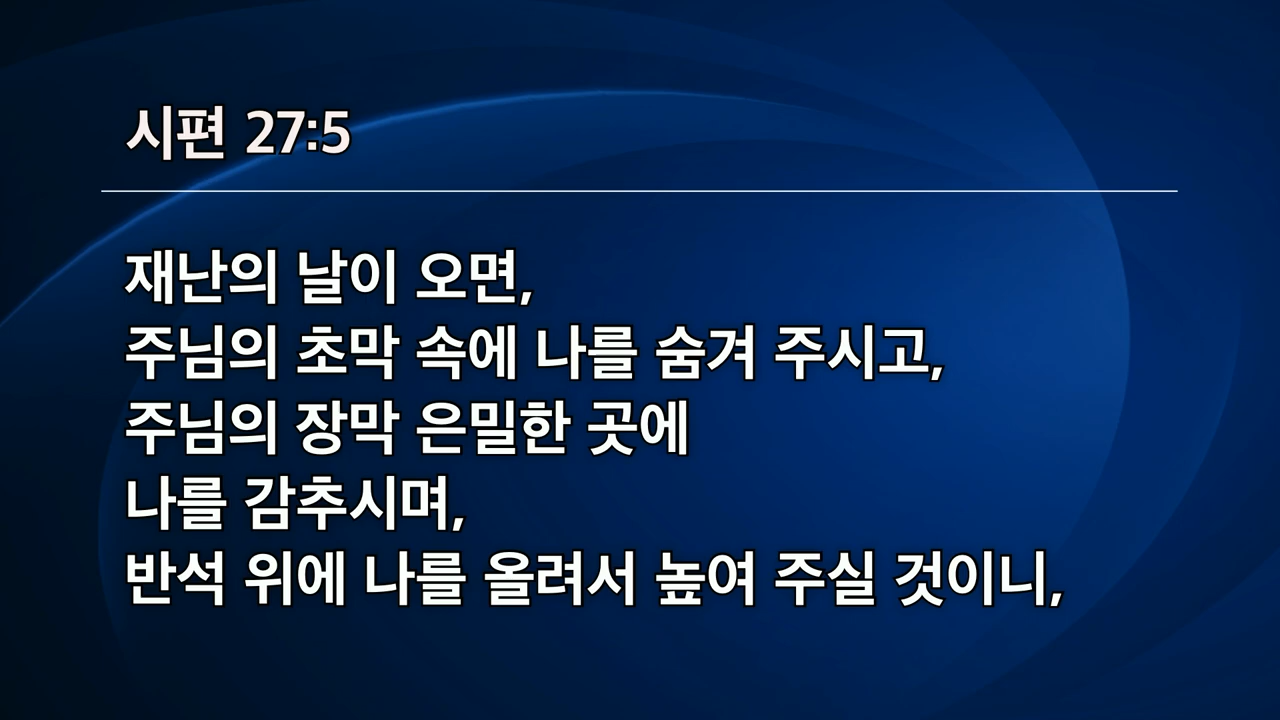 시편 27:5
재난의 날이 오면,
주님의 초막 속에 나를 숨겨 주시고,
주님의 장막 은밀한 곳에
나를 감추시며,
반석 위에 나를 올려서 높여 주실 것이니,